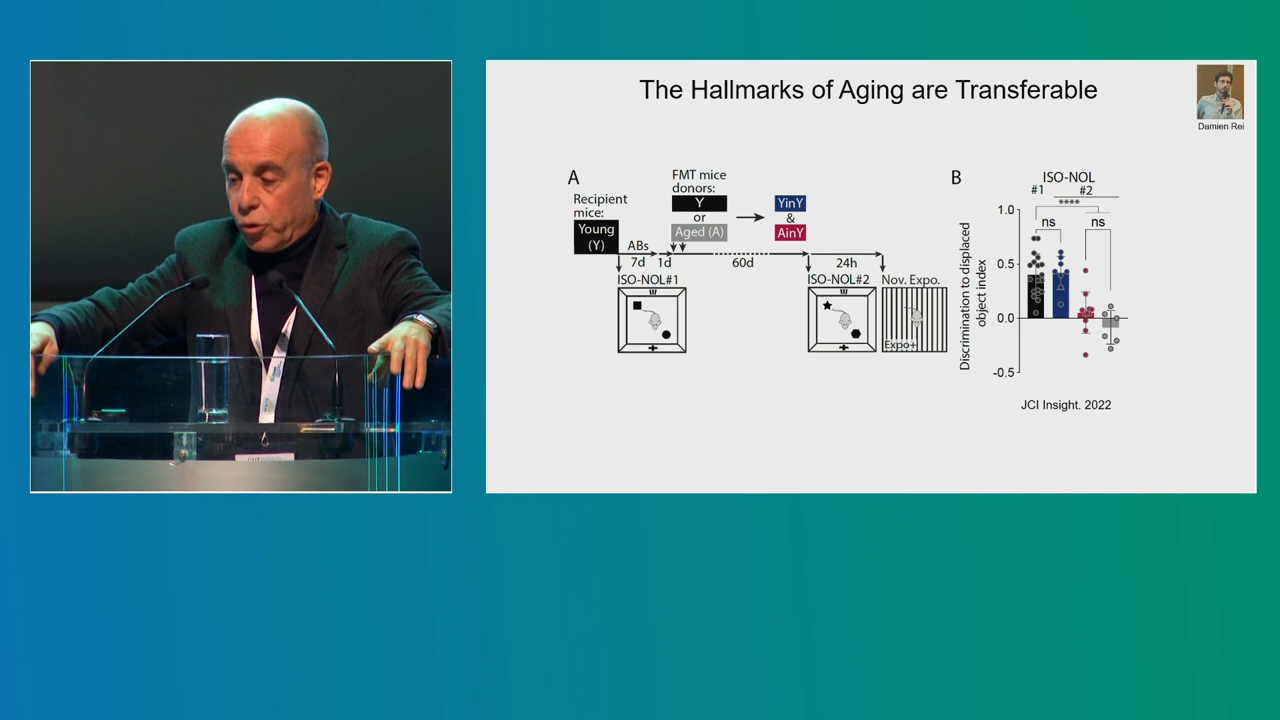 The Hallmarks of Aging are Transferable
Damien Rei
A
Recipient
mice:
Young
(Y)
FMT mice
donors:
Y
or
Aged (A)
YinY
&
AinY
ABs
7d
1d
60d
24h
ISO-NOL#1
ISO-NOL#2
Nov. Expo.
Expo+
B
ISO-NOL
#1
#2
****
ns
ns
Discrimination to displaced
object index
1.0
0.5
0.0
-0.5
JCI Insight. 2022